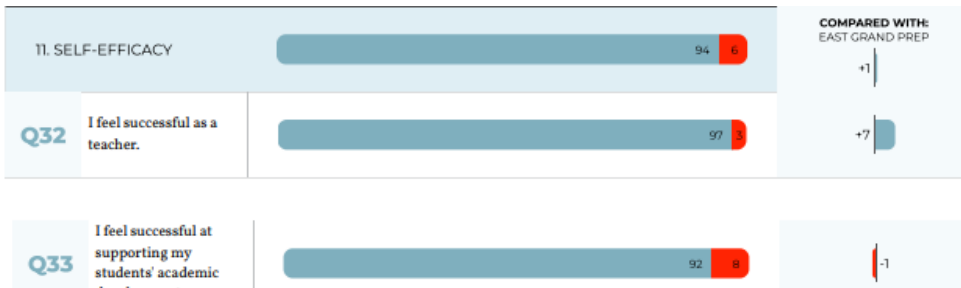 COMPARED WITH:
EAST GRAND PREP
11. SELF-EFFICACY
94 6
+1
Q32
I feel successful as a
teacher.
97 3
+7
Q33
I feel successful at
supporting my
students' academic
92 8
-1